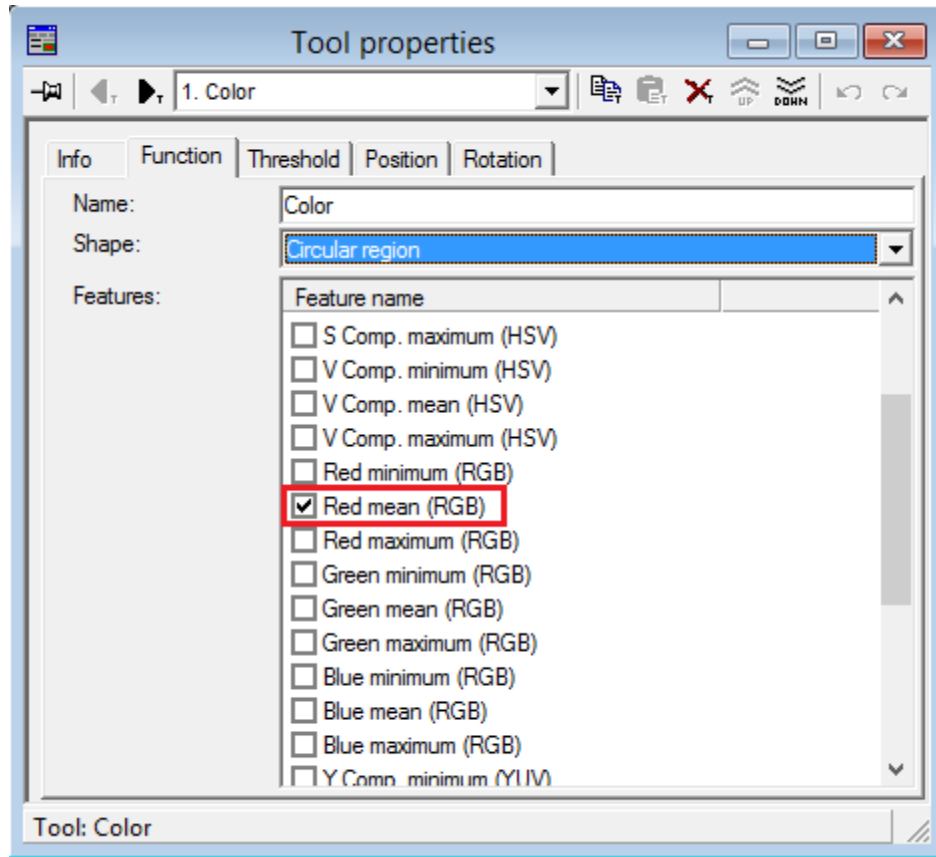 Tool properties
1. Color
UP
DOWN
Info Function Threshold Position Rotation
Name: Color
Shape: Circular region
Features: Feature name
S Comp. maximum (HSV)
V Comp. minimum (HSV)
V Comp. mean (HSV)
V Comp. maximum (HSV)
Red minimum (RGB)
Red mean (RGB)
Red maximum (RGB)
Green minimum (RGB)
Green mean (RGB)
Green maximum (RGB)
Blue minimum (RGB)
Blue mean (RGB)
Blue maximum (RGB)
Y Comp. minimum (YUV)
Tool: Color